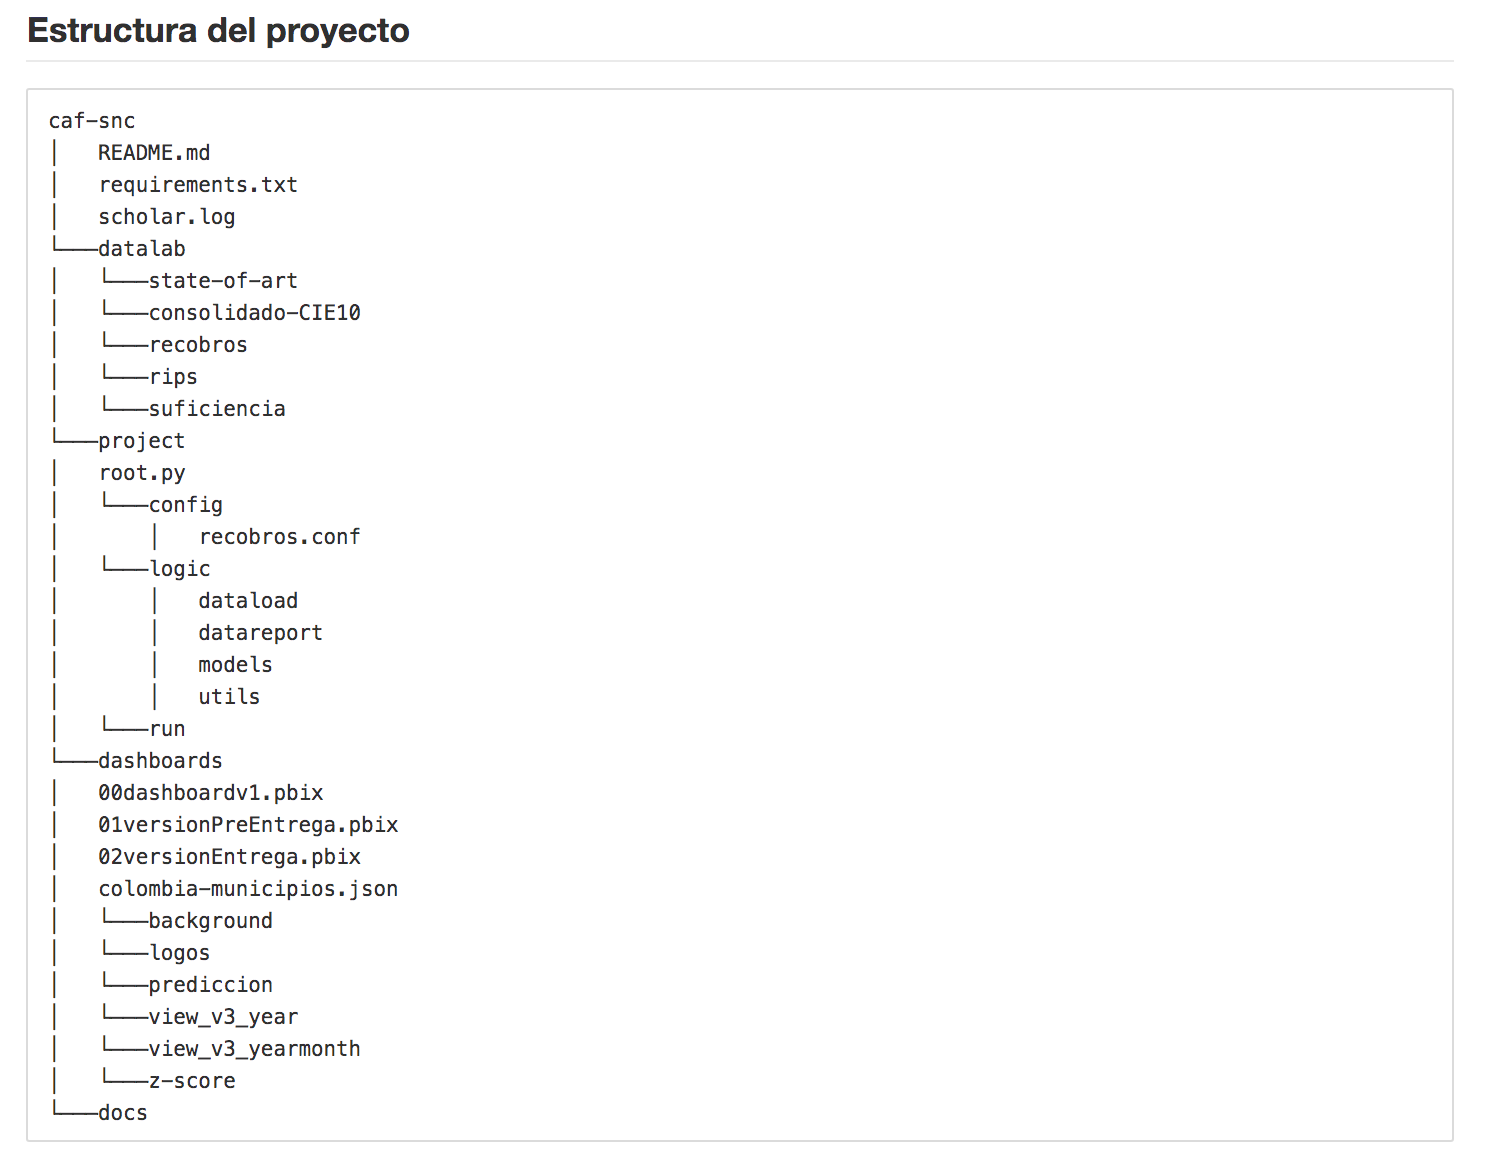 Estructura del proyecto
caf-snc
│   README.md
│   requirements.txt
│   scholar.log
└───datalab
│   └───state-of-art
│   └───consolidado-CIE10
│   └───recobros
│   └───rips
│   └───suficiencia
└───project
│   root.py
│   └───config
│       │   recobros.conf
│   └───logic
│       │   dataload
│       │   datareport
│       │   models
│       │   utils
│   └───run
└───dashboards
│   00dashboardv1.pbix
│   01versionPreEntrega.pbix
│   02versionEntrega.pbix
│   colombia-municipios.json
│   └───background
│   └───logos
│   └───prediccion
│   └───view_v3_year
│   └───view_v3_yearmonth
│   └───z-score
└───docs